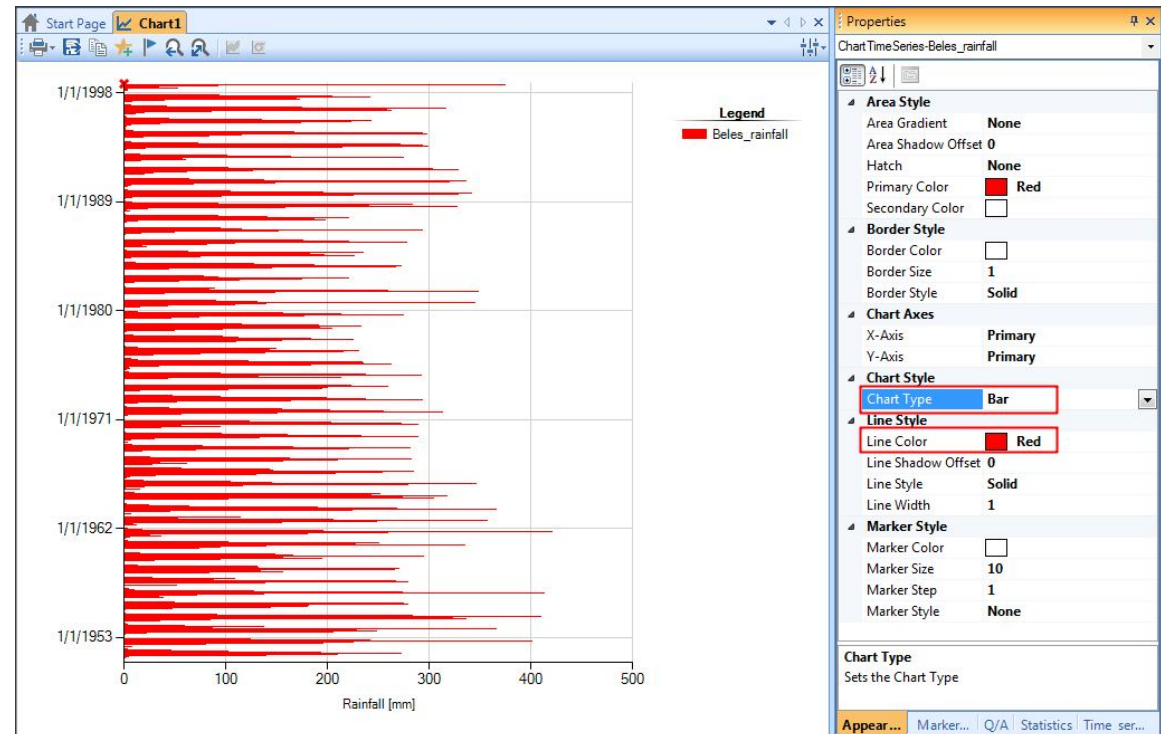 Start Page Chart1
1/1/1998
1/1/1989
1/1/1980
1/1/1971
1/1/1962
1/1/1953
0 100 200 300 400 500
Rainfall [mm]
Legend
Beles_rainfall
Properties
ChartTimeSeries-Beles_rainfall
Area Style
Area Gradient None
Area Shadow Offset 0
Hatch None
Primary Color Red
Secondary Color
Border Style
Border Color
Border Size 1
Border Style Solid
Chart Axes
X-Axis Primary
Y-Axis Primary
Chart Style
Chart Type Bar
Line Style
Line Color Red
Line Shadow Offset 0
Line Style Solid
Line Width 1
Marker Style
Marker Color
Marker Size 10
Marker Step 1
Marker Style None
Chart Type
Sets the Chart Type
Appear... Marker... Q/A Statistics Time ser...